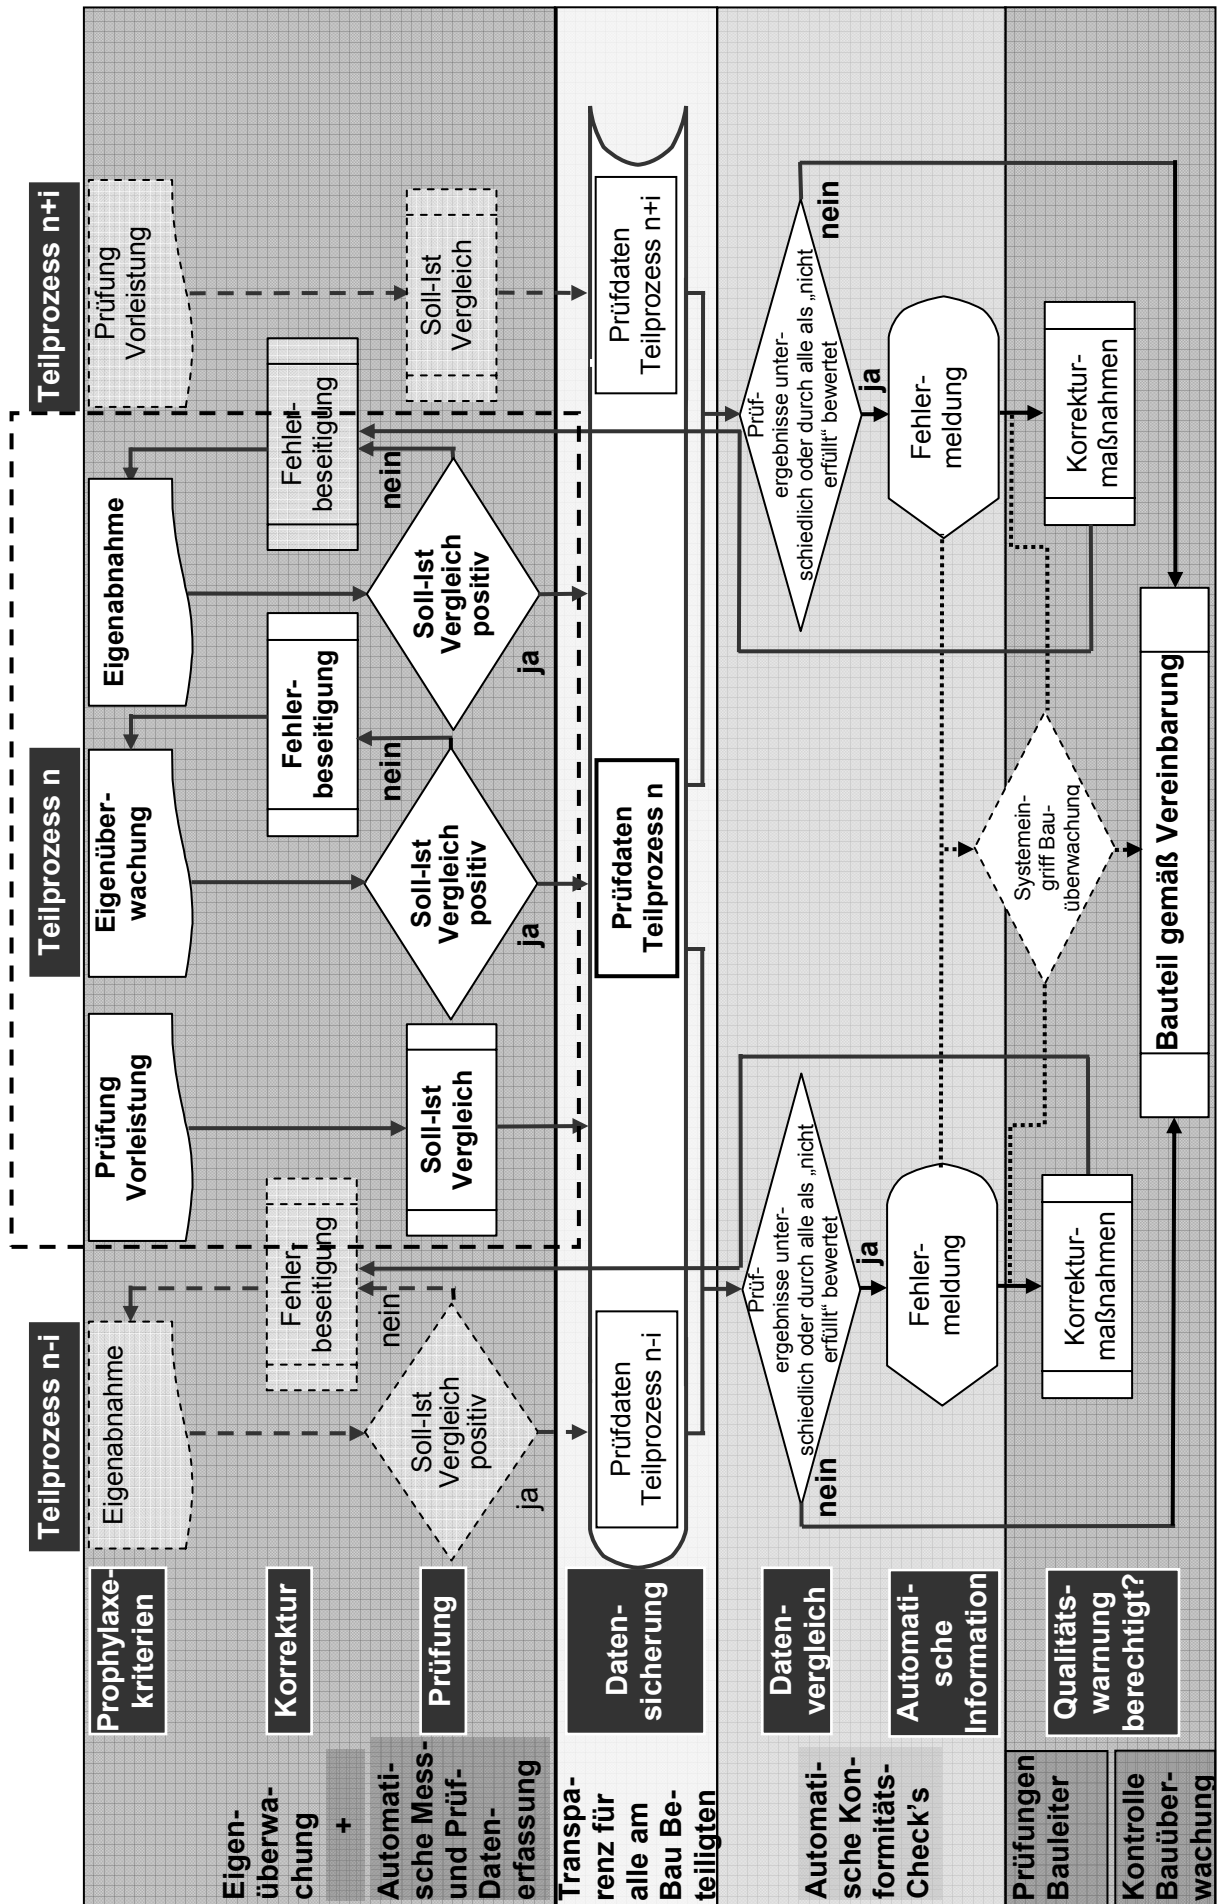 Teilprozess n-i
Teilprozess n
Teilprozess n+i
Prophylaxe-
kriterien
Eigenabnahme
Prüfung
Vorleistung
Eigenüber-
wachung
Eigenabnahme
Prüfung
Vorleistung
Eigen-
überwa-
chung
+
Automati-
sche Mess-
und Prüf-
Daten-
erfassung
Korrektur
Fehler-
beseitigung
Fehler-
beseitigung
Fehler-
beseitigung
nein
nein
nein
Prüfung
Soll-Ist
Vergleich
positiv
Soll-Ist
Vergleich
Soll-Ist
Vergleich
positiv
Soll-Ist
Vergleich
positiv
Soll-Ist
Vergleich
ja
ja
ja
Transpa-
renz für
alle am
Bau Be-
teiligten
Daten-
sicherung
Prüfdaten
Teilprozess n-i
Prüfdaten
Teilprozess n
Prüfdaten
Teilprozess n+i
Automati-
sche Kon-
formitäts-
Check's
Daten-
vergleich
Prüf-
ergebnisse unter-
schiedlich oder durch alle als „nicht
erfüllt“ bewertet
nein
ja
Prüf-
ergebnisse unter-
schiedlich oder durch alle als „nicht
erfüllt“ bewertet
nein
ja
Automati-
sche
Information
Fehler-
meldung
Fehler-
meldung
Prüfungen
Bauleiter
Kontrolle
Bauüber-
wachung
Qualitäts-
warnung
berechtigt?
Korrektur-
maßnahmen
Systemein-
griff Bau-
überwachung
Korrektur-
maßnahmen
Bauteil gemäß Vereinbarung